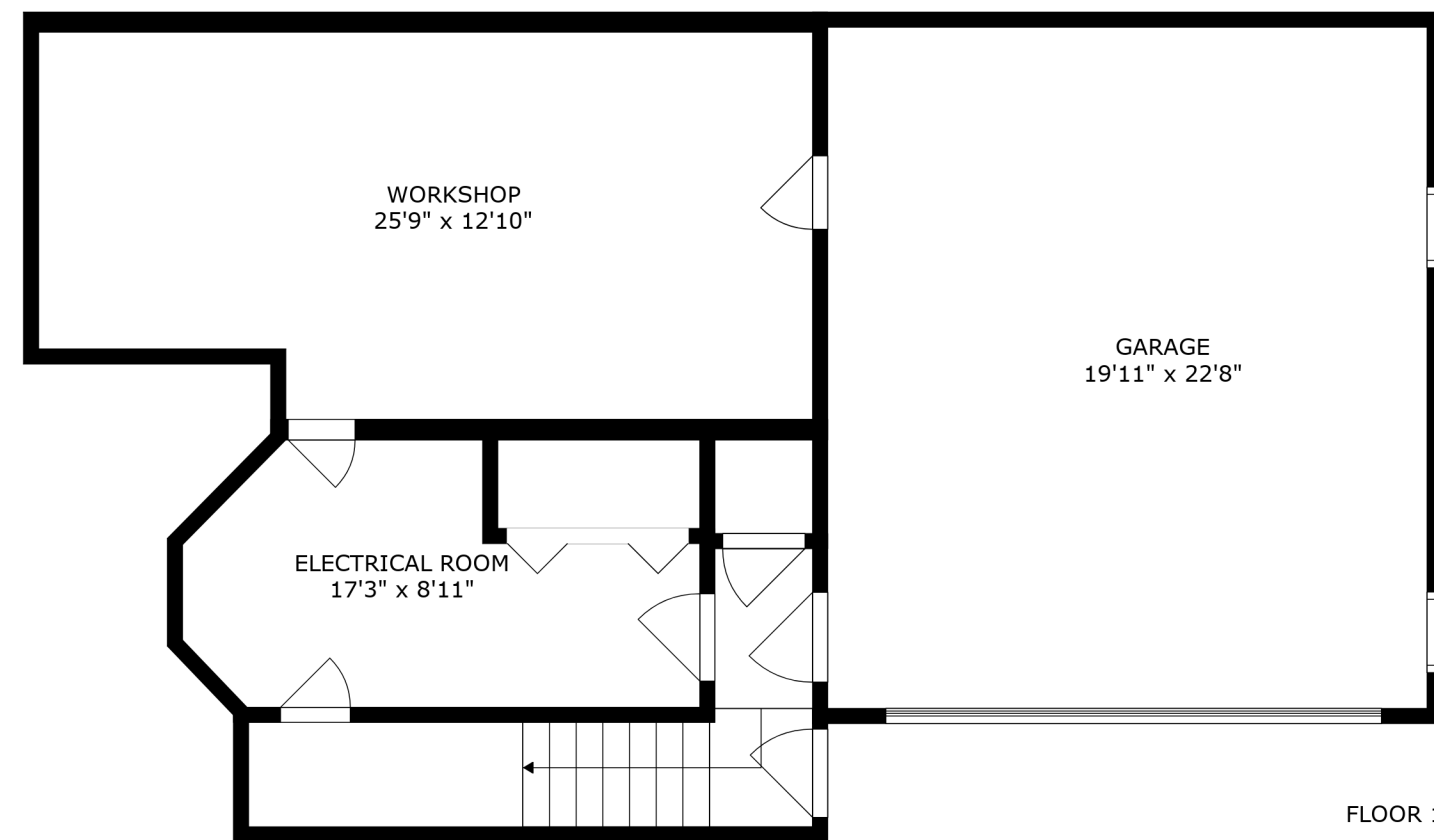 WORKSHOP
25'9" x 12'10"
GARAGE
19'11" x 22'8"
ELECTRICAL ROOM
17'3" x 8'11"
FLOOR